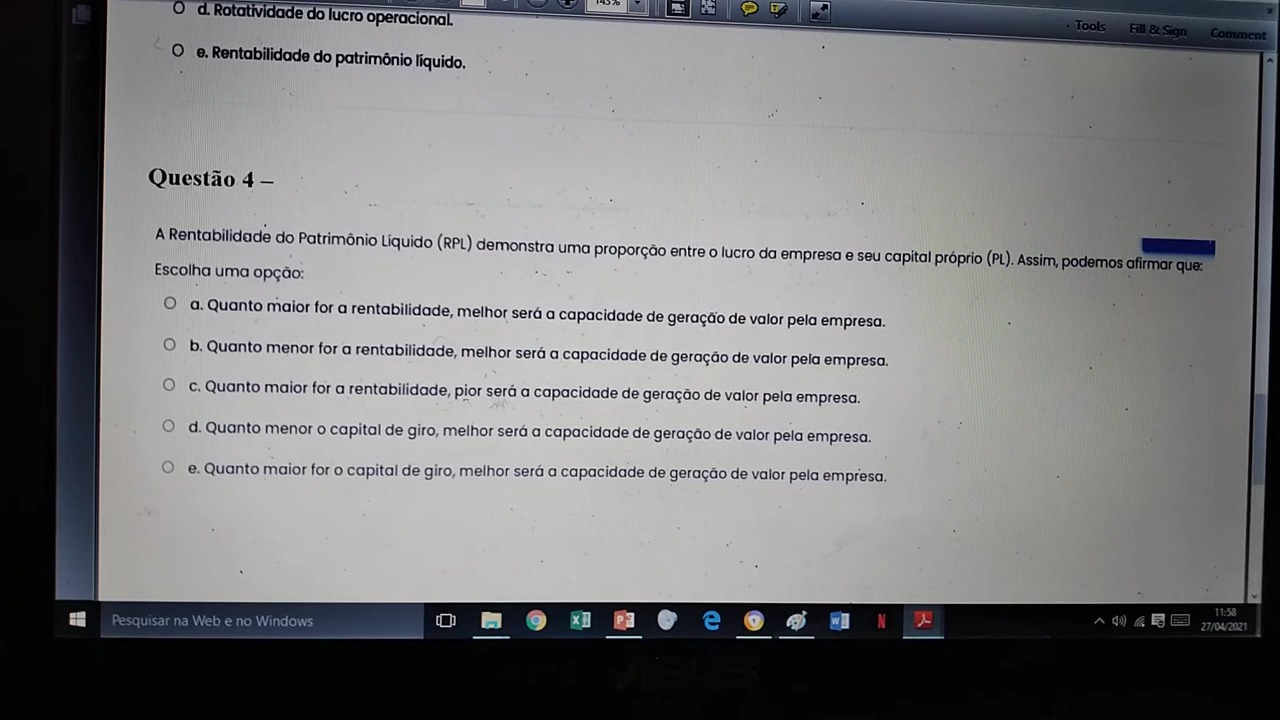 145%
Tools Fill & Sign Comment
d. Rotatividade do lucro operacional.
e. Rentabilidade do patrimônio líquido.
Questão 4 –
A Rentabilidade do Patrimônio Líquido (RPL) demonstra uma proporção entre o lucro da empresa e seu capital próprio (PL). Assim, podemos afirmar que:
Escolha uma opção:
a. Quanto maior for a rentabilidade, melhor será a capacidade de geração de valor pela empresa.
b. Quanto menor for a rentabilidade, melhor será a capacidade de geração de valor pela empresa.
c. Quanto maior for a rentabilidade, pior será a capacidade de geração de valor pela empresa.
d. Quanto menor o capital de giro, melhor será a capacidade de geração de valor pela empresa.
e. Quanto maior for o capital de giro, melhor será a capacidade de geração de valor pela empresa.
Pesquisar na Web e no Windows
11:58
27/04/2021